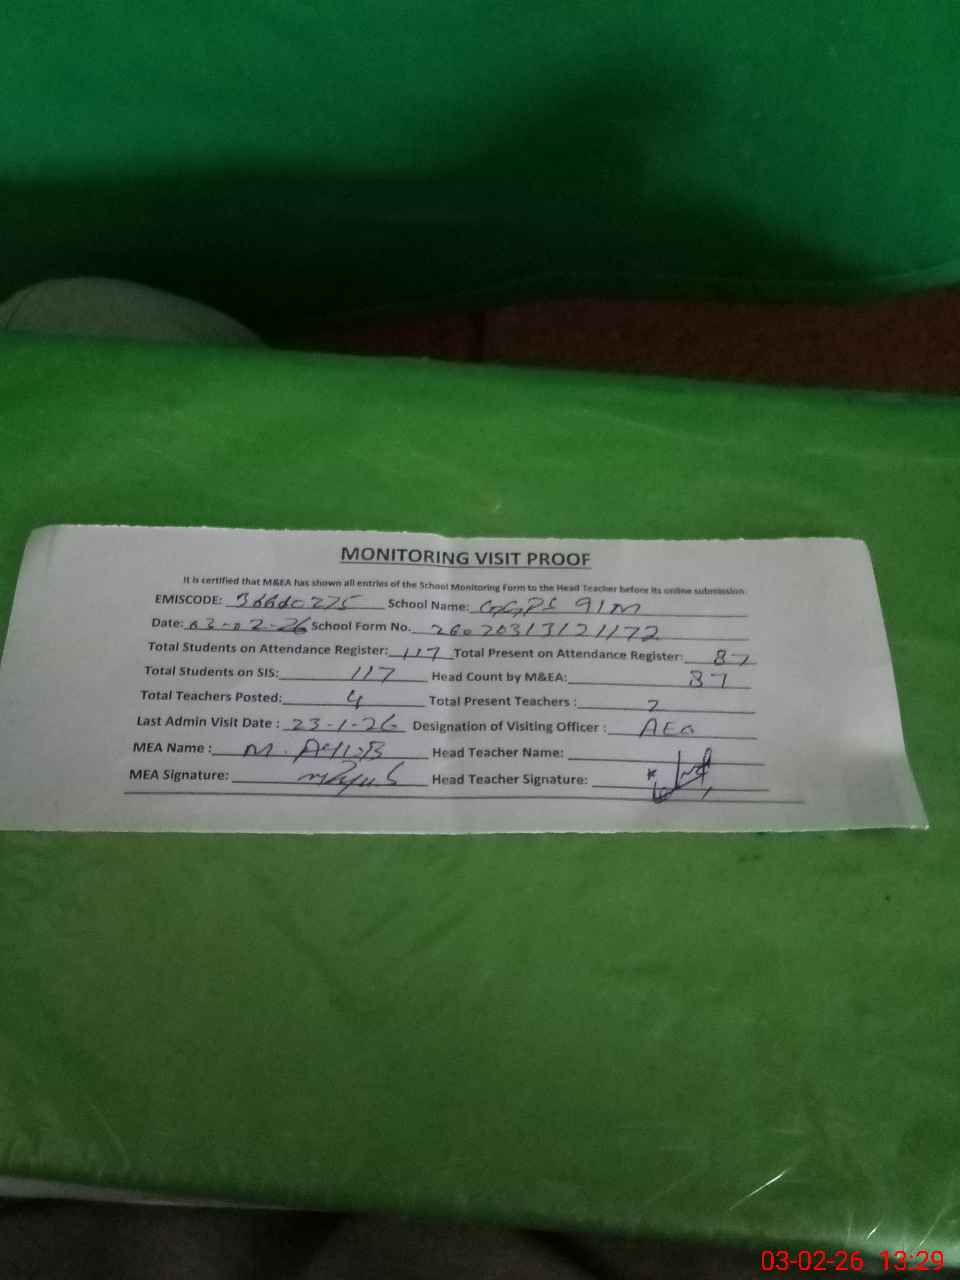 MONITORING VISIT PROOF
It is certified that M&EA has shown all entries of the School Monitoring Form to the Head Teacher before its online submission.
EMISCODE: School Name: GGPS 91M
Date: 03-02-26 School Form No. 26020313121172
Total Students on Attendance Register: 117 Total Present on Attendance Register: 87
Total Students on SIS: 117 Head Count by M&EA: 87
Total Teachers Posted: 4 Total Present Teachers : 2
Last Admin Visit Date : 23-1-26 Designation of Visiting Officer : AEO
MEA Name : M. AYUB Head Teacher Name:
MEA Signature: Head Teacher Signature:
03-02-26 13:29